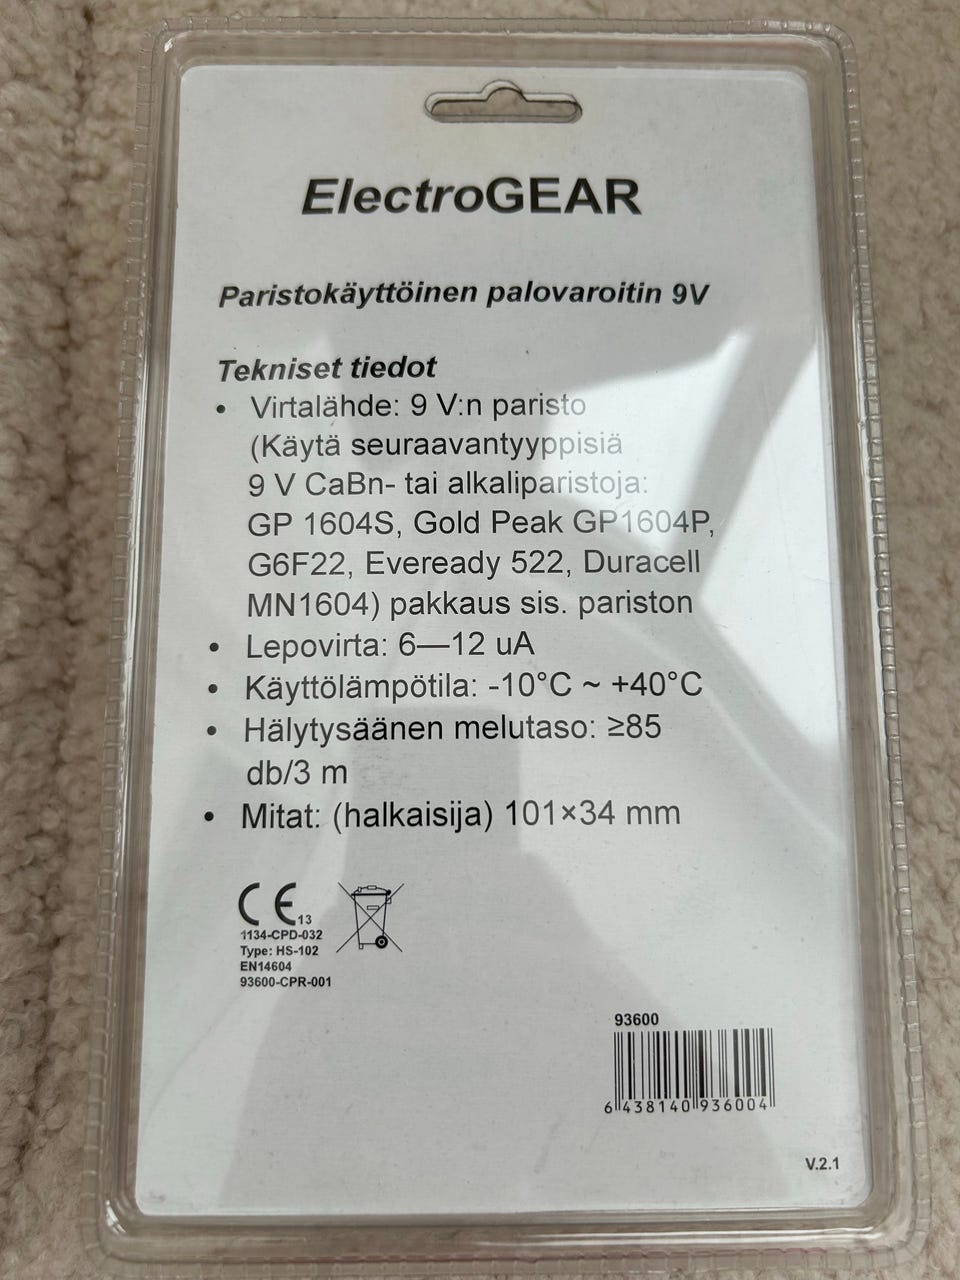 ElectroGEAR
Paristokäyttöinen palovaroitin 9V
Tekniset tiedot
• Virtalähde: 9 V:n paristo
(Käytä seuraavantyyppisiä
9 V CaBn- tai alkaliparistoja:
GP 1604S, Gold Peak GP1604P,
G6F22, Eveready 522, Duracell
MN1604) pakkaus sis. pariston
• Lepovirta: 6—12 uA
• Käyttölämpötila: -10°C ~ +40°C
• Hälytysäänen melutaso: ≥85
db/3 m
• Mitat: (halkaisija) 101×34 mm
CE 13
1134-CPD-032
Type: HS-102
EN14604
93600-CPR-001
93600
6 438140 936004
V.2.1